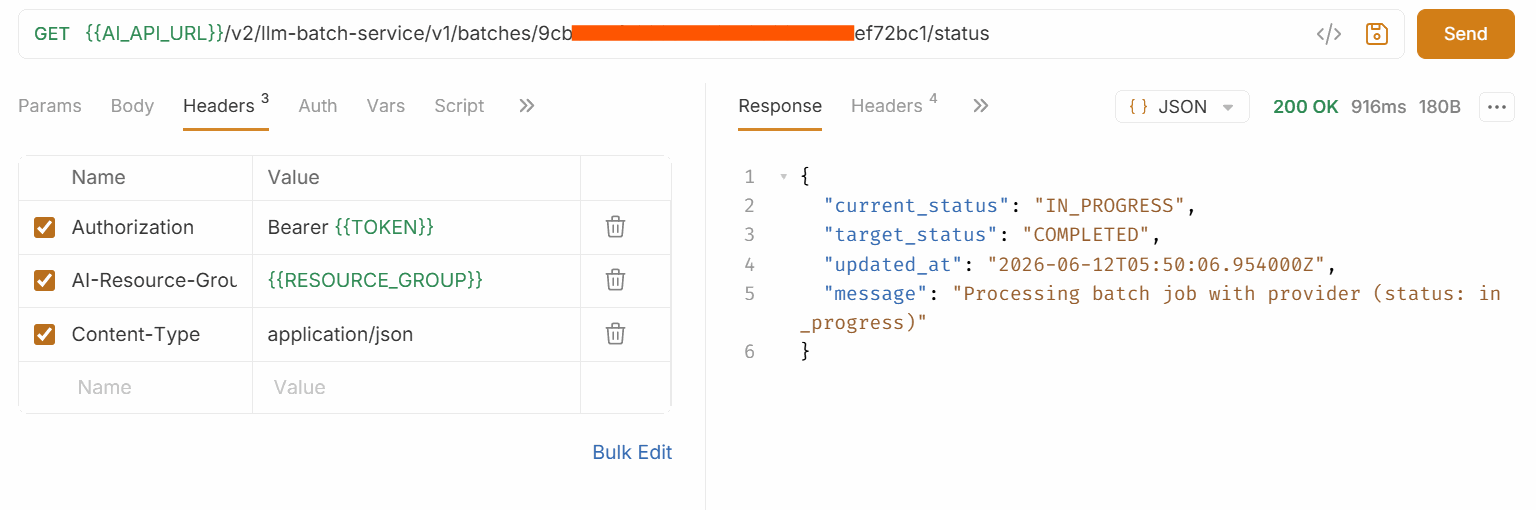 GET {{AI_API_URL}}/v2/llm-batch-service/v1/batches/9cb ef72bc1/status
</> Send
Params Body Headers 3 Auth Vars Script >>
Name Value
Authorization Bearer {{TOKEN}}
AI-Resource-Grou {{RESOURCE_GROUP}}
Content-Type application/json
Name Value
Bulk Edit
Response Headers 4 >> { } JSON 200 OK 916ms 180B ...
1 {
2 "current_status": "IN_PROGRESS",
3 "target_status": "COMPLETED",
4 "updated_at": "2026-06-12T05:50:06.954000Z",
5 "message": "Processing batch job with provider (status: in
_progress)"
6 }